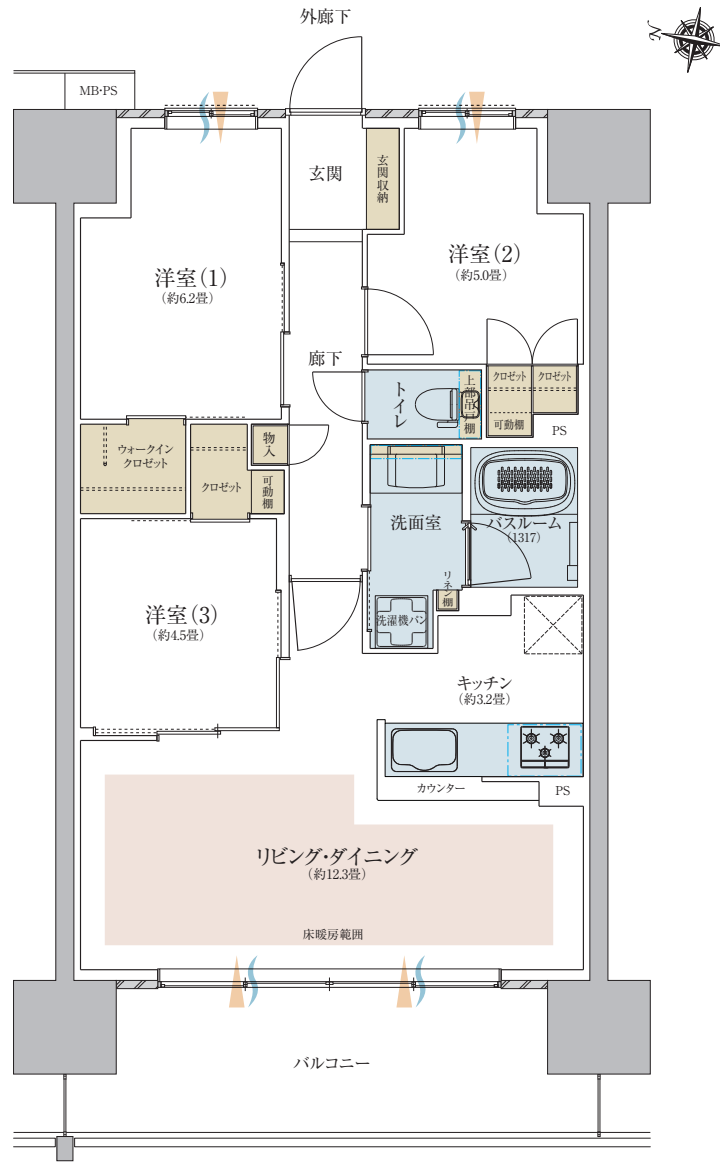 外廊下
N
MB・PS
玄関
玄関収納
洋室(1)
(約6.2畳)
洋室(2)
(約5.0畳)
廊下
トイレ
上部吊戸棚
クロゼット
クロゼット
可動棚
PS
ウォークイン
クロゼット
クロゼット
物入
可動棚
洗面室
バスルーム
(1317)
リネン棚
洗濯機パン
洋室(3)
(約4.5畳)
キッチン
(約3.2畳)
カウンター
PS
リビング・ダイニング
(約12.3畳)
床暖房範囲
バルコニー